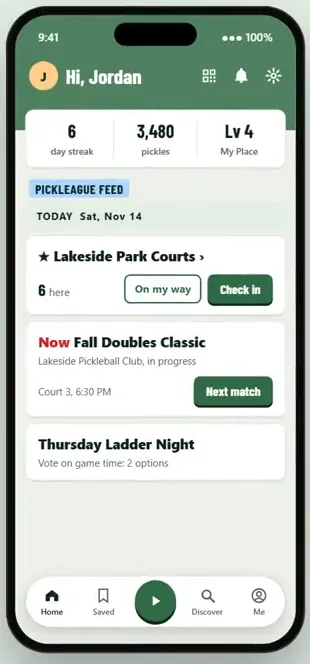 9:41
100%
J
Hi, Jordan
6
day streak
3,480
pickles
Lv 4
My Place
PICKLEAGUE FEED
TODAY Sat, Nov 14
★ Lakeside Park Courts ›
6 here
On my way
Check in
Now Fall Doubles Classic
Lakeside Pickleball Club, in progress
Court 3, 6:30 PM
Next match
Thursday Ladder Night
Vote on game time: 2 options
Home
Saved
Discover
Me